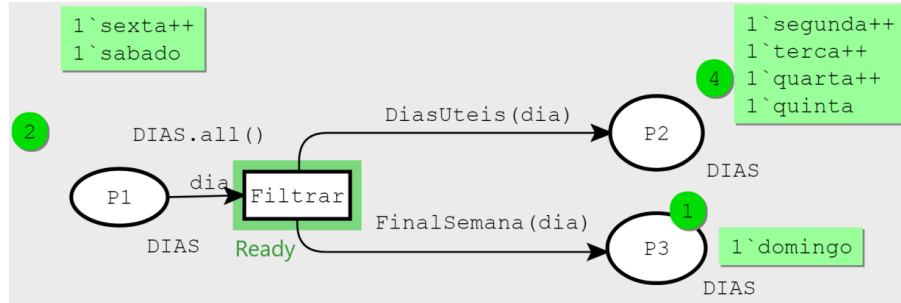 1`sexta++
1`sabado
1`segunda++
1`terca++
1`quarta++
1`quinta
2
4
DIAS.all()
DiasUteis(dia)
P2
DIAS
P1
dia
Filtrar
DIAS
Ready
FinalSemana(dia)
1
P3
1`domingo
DIAS